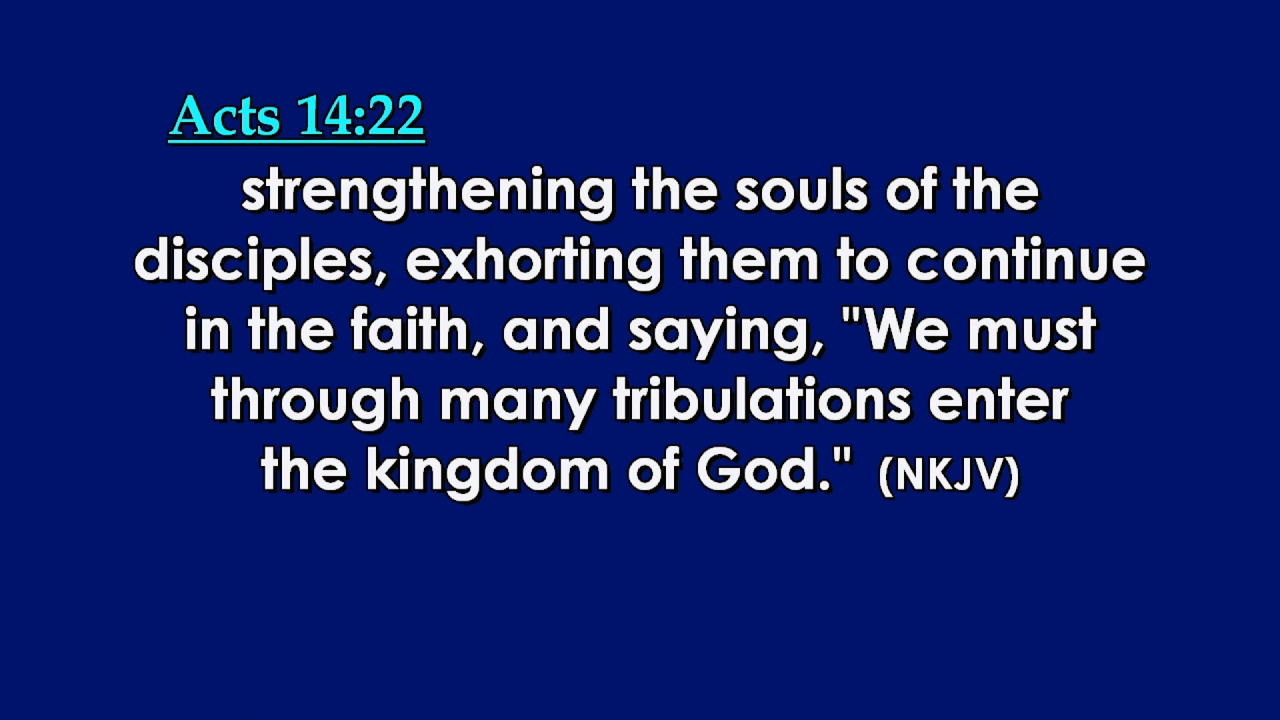 Acts 14:22
strengthening the souls of the
disciples, exhorting them to continue
in the faith, and saying, "We must
through many tribulations enter
the kingdom of God." (NKJV)